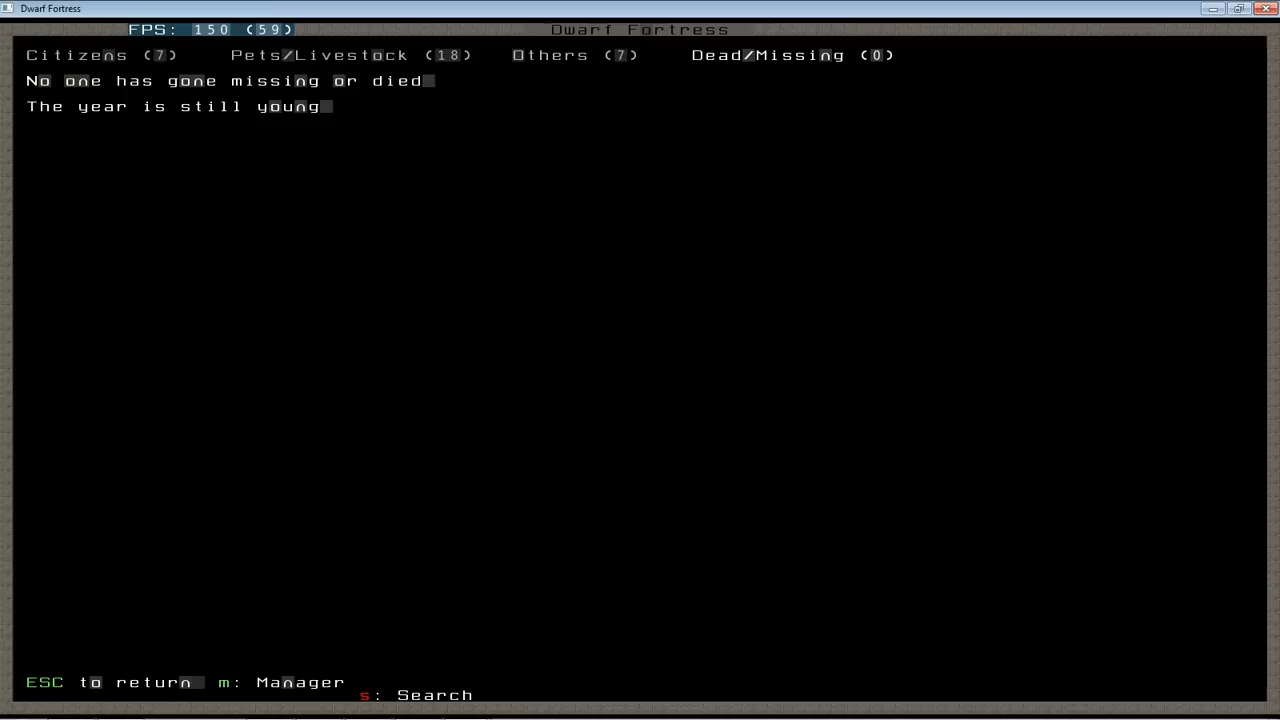 Dwarf Fortress
FPS: 150 (59) Dwarf Fortress
Citizens (7) Pets/Livestock (18) Others (7) Dead/Missing (0)
No one has gone missing or died
The year is still young
ESC to return m: Manager
s: Search